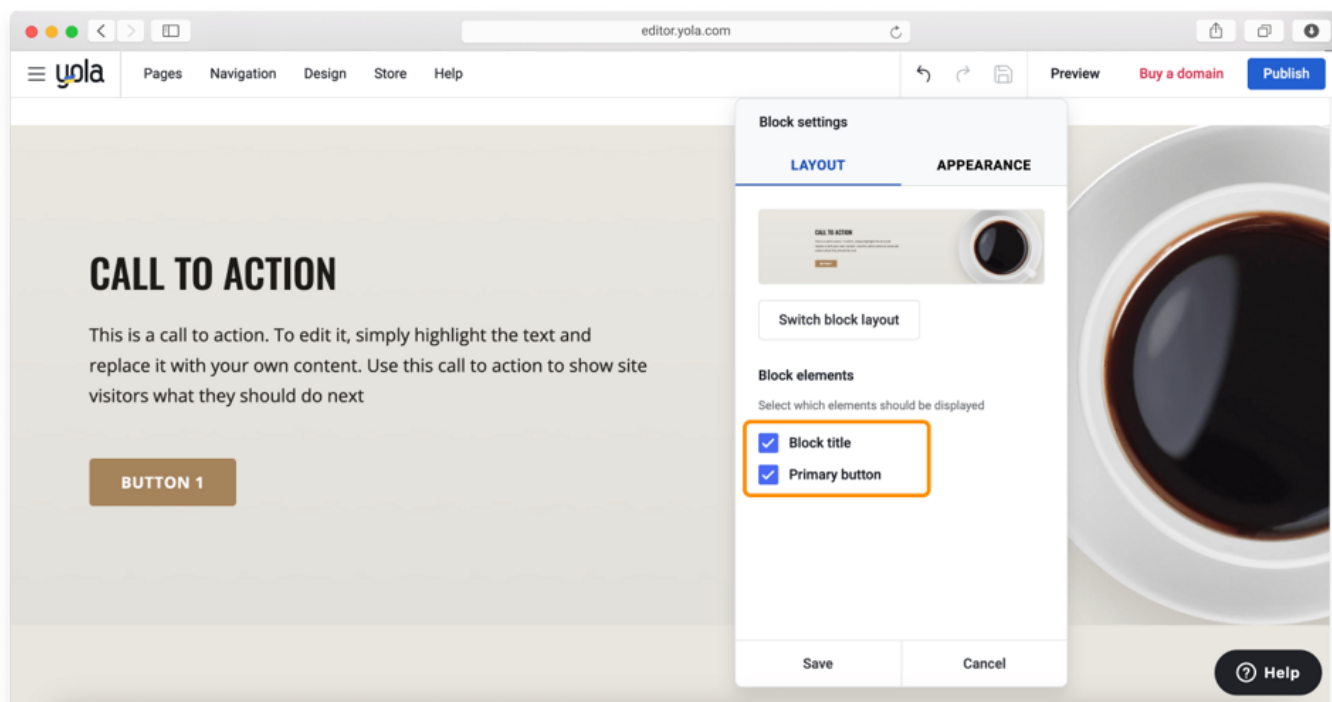 editor.yola.com
yola
Pages Navigation Design Store Help
Preview Buy a domain Publish
Block settings
LAYOUT APPEARANCE
CALL TO ACTION
This is a call to action. To edit it, simply highlight the text and
replace it with your own content. Use this call to action to show site
visitors what they should do next
BUTTON 1
CALL TO ACTION
Switch block layout
Block elements
Select which elements should be displayed
Block title
Primary button
Save Cancel
Help